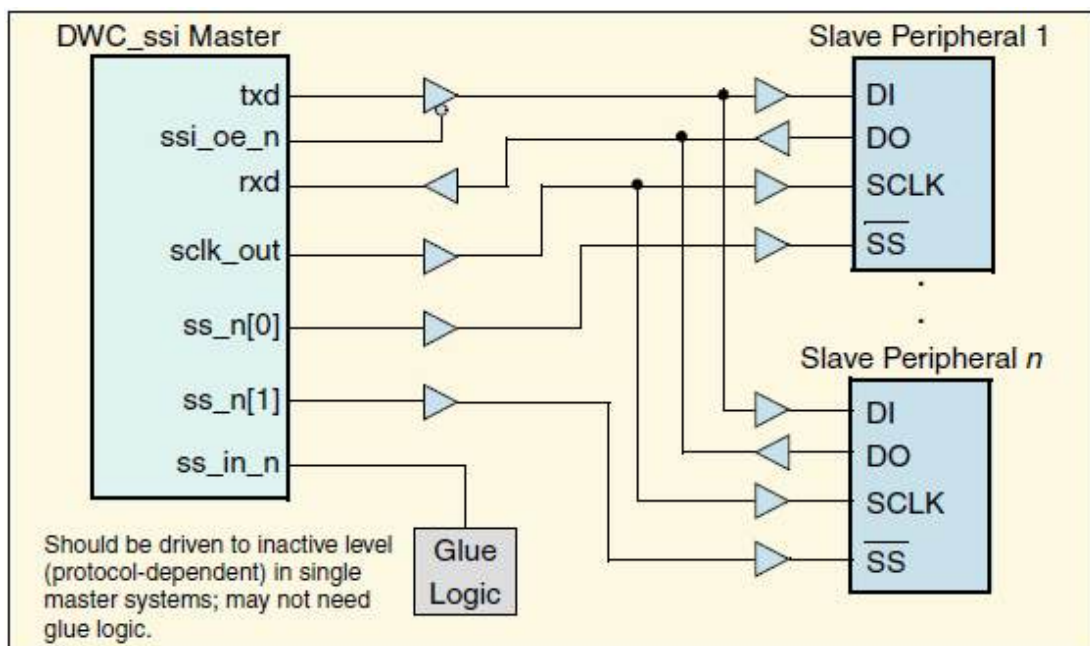 DWC_ssi Master
txd
ssi_oe_n
rxd
sclk_out
ss_n[0]
ss_n[1]
ss_in_n
Should be driven to inactive level
(protocol-dependent) in single
master systems; may not need
glue logic.
Glue
Logic
Slave Peripheral 1
DI
DO
SCLK
SS
Slave Peripheral n
DI
DO
SCLK
SS